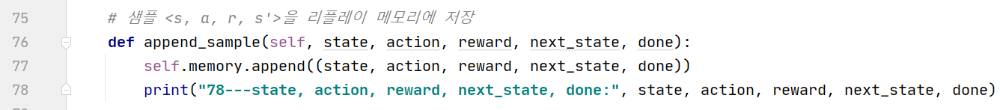 75 # 샘플 <s, a, r, s'>을 리플레이 메모리에 저장
76 def append_sample(self, state, action, reward, next_state, done):
77 self.memory.append((state, action, reward, next_state, done))
78 print("78---state, action, reward, next_state, done:", state, action, reward, next_state, done)